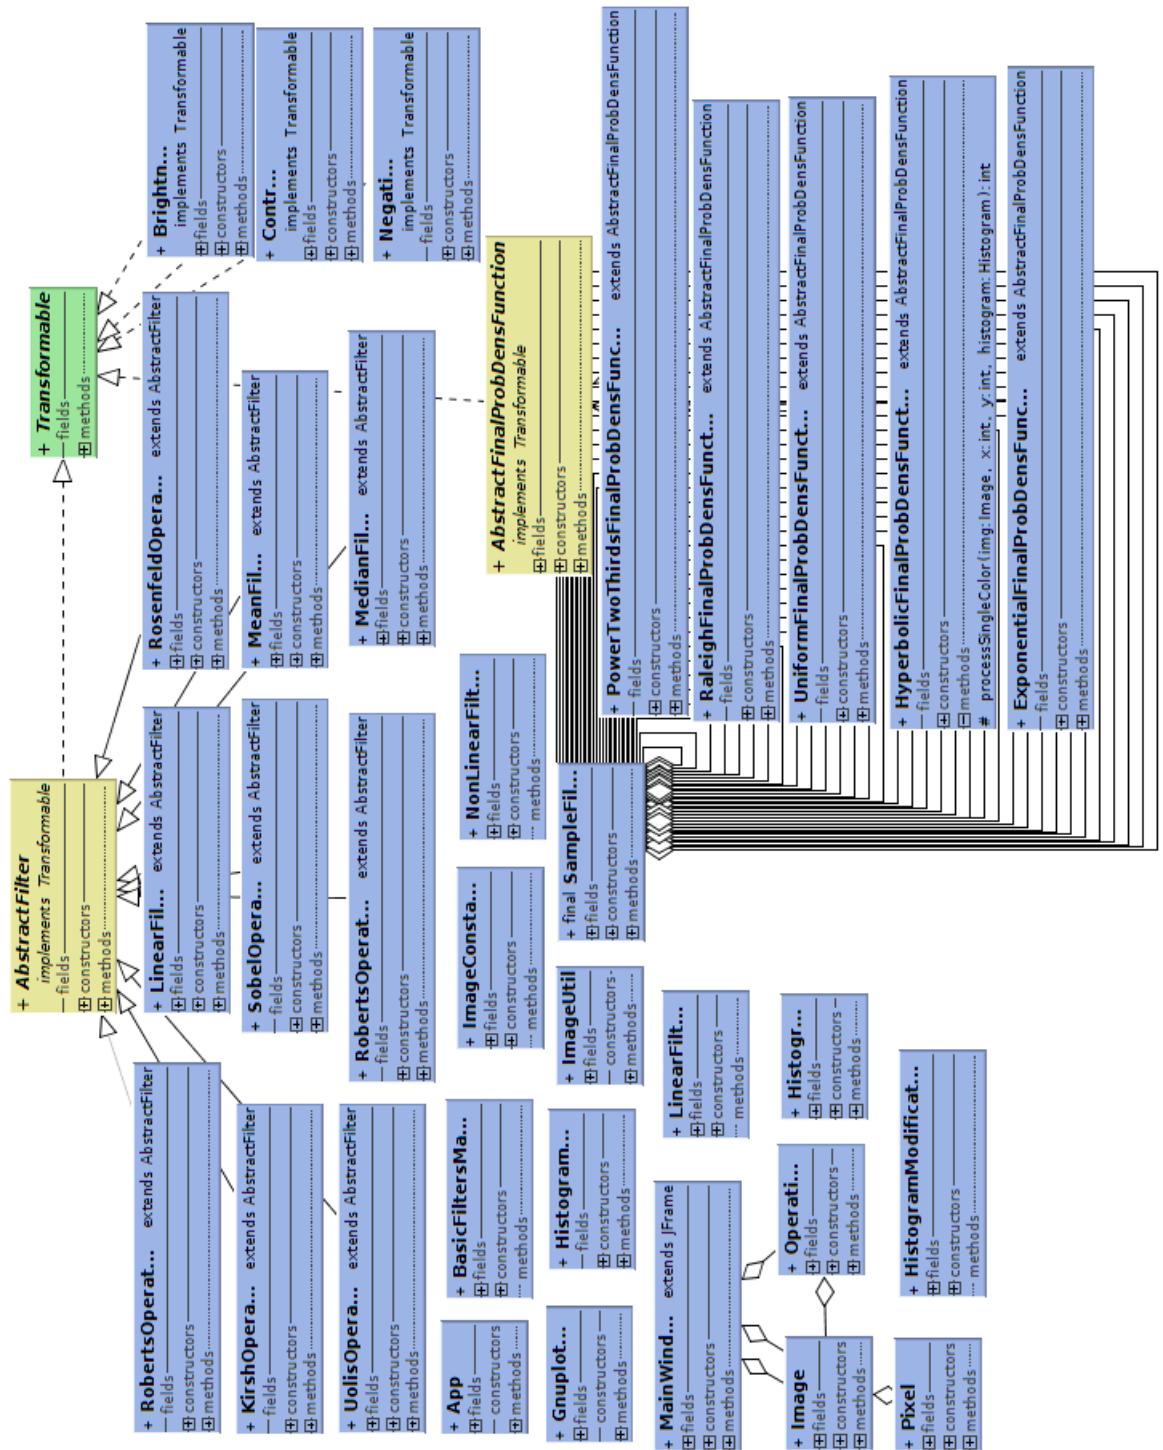 + Transformable
fields
methods
+ AbstractFilter
implements Transformable
fields
constructors
methods
+ Brightn...
implements Transformable
fields
constructors
methods
+ Contr...
implements Transformable
fields
constructors
methods
+ Negati...
implements Transformable
fields
constructors
methods
+ RobertsOperat... extends AbstractFilter
fields
constructors
methods
+ LinearFil... extends AbstractFilter
fields
constructors
methods
+ RosenfeldOpera... extends AbstractFilter
fields
constructors
methods
+ KirshOpera... extends AbstractFilter
fields
constructors
methods
+ SobelOpera... extends AbstractFilter
fields
constructors
methods
+ MeanFil... extends AbstractFilter
fields
constructors
methods
+ UolisOpera... extends AbstractFilter
fields
constructors
methods
+ RobertsOperat... extends AbstractFilter
fields
constructors
methods
+ MedianFil... extends AbstractFilter
fields
constructors
methods
+ App
fields
constructors
methods
+ BasicFiltersMa...
fields
constructors
methods
+ ImageConsta...
fields
constructors
methods
+ NonLinearFilt...
fields
constructors
methods
+ AbstractFinalProbDensFunction
implements Transformable
fields
constructors
methods
+ Gnuplot...
fields
constructors
methods
+ Histogram...
fields
constructors
methods
+ ImageUtil
fields
constructors
methods
+ final SampleFil...
fields
constructors
methods
+ PowerTwoThirdsFinalProbDensFunc... extends AbstractFinalProbDensFunction
fields
constructors
methods
+ MainWind... extends JFrame
fields
constructors
methods
+ LinearFilt...
fields
constructors
methods
+ RaleighFinalProbDensFunct... extends AbstractFinalProbDensFunction
fields
constructors
methods
+ Image
fields
constructors
methods
+ Operati...
fields
constructors
methods
+ Histogr...
fields
constructors
methods
+ UniformFinalProbDensFunct... extends AbstractFinalProbDensFunction
fields
constructors
methods
+ Pixel
fields
constructors
methods
+ HistogramModificat...
fields
constructors
methods
+ HyperbolicFinalProbDensFunct... extends AbstractFinalProbDensFunction
fields
constructors
methods
# processSingleColor(img: Image, x: int, y: int, histogram: Histogram): int
+ ExponentialFinalProbDensFunc... extends AbstractFinalProbDensFunction
fields
constructors
methods